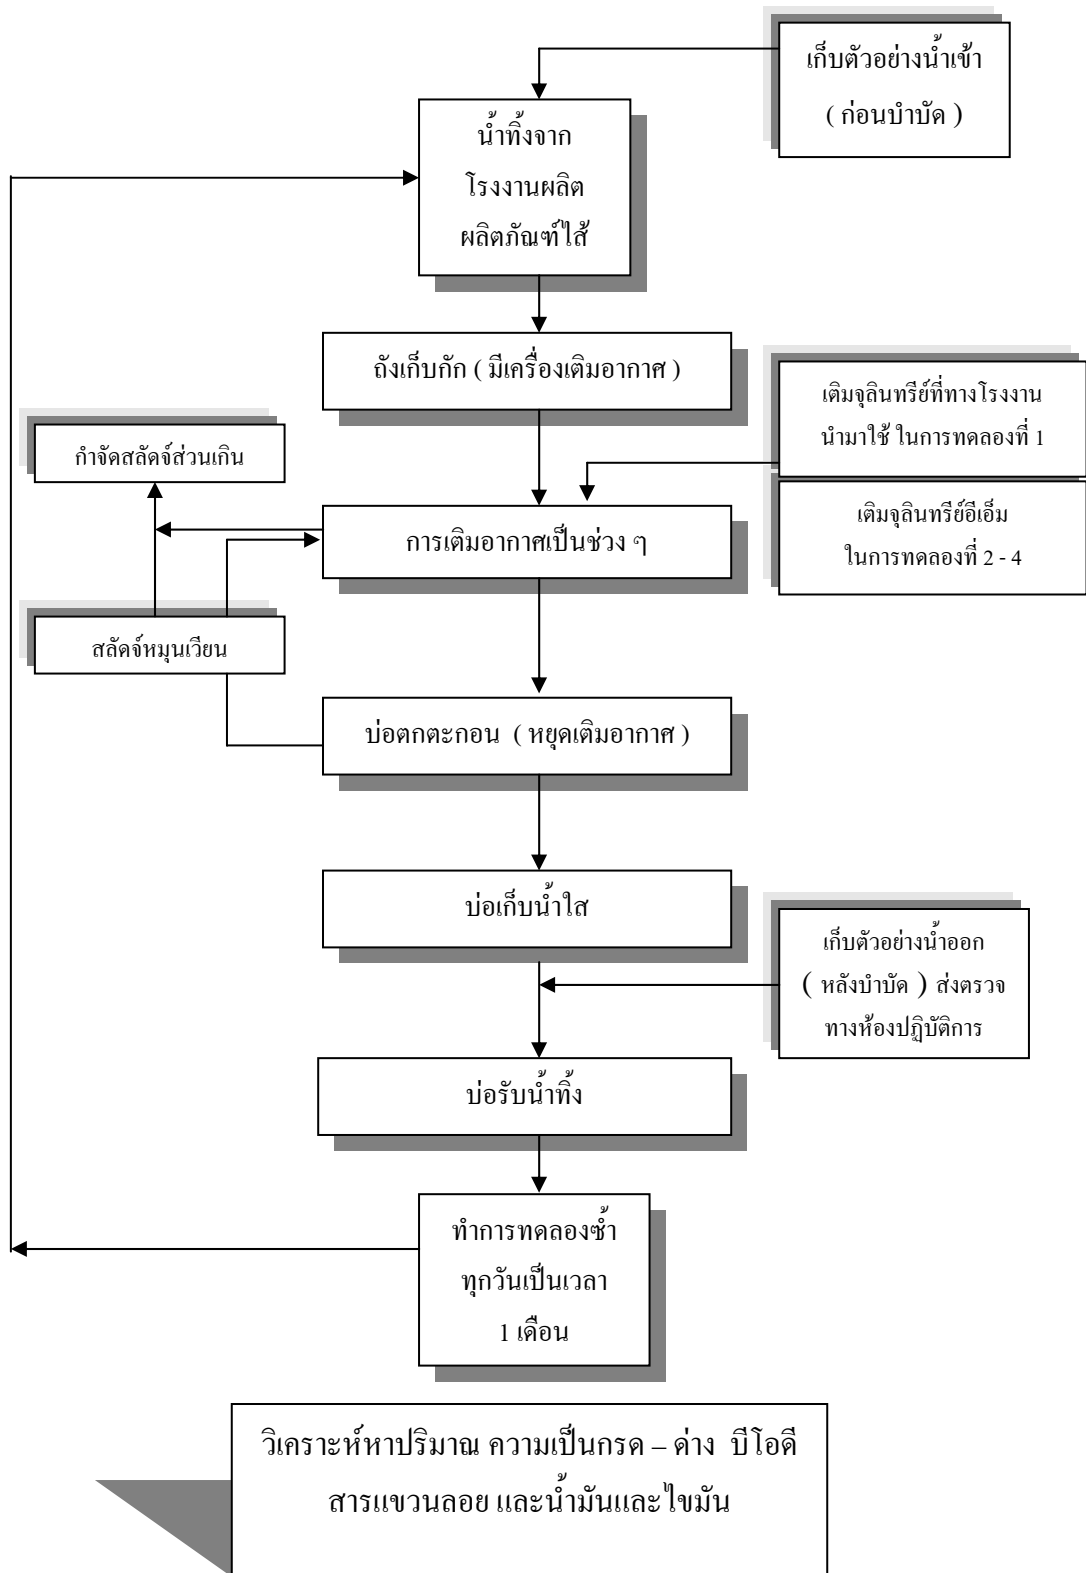 เก็บตัวอย่างน้ำเข้า
( ก่อนบำบัด )
น้ำทิ้งจาก
โรงงานผลิต
ผลิตภัณฑ์ไส้
ถังเก็บกัก ( มีเครื่องเติมอากาศ )
เติมจุลินทรีย์ที่ทางโรงงาน
นำมาใช้ ในการทดลองที่ 1
กำจัดสลัดจ์ส่วนเกิน
เติมจุลินทรีย์อีเอ็ม
ในการทดลองที่ 2 - 4
การเติมอากาศเป็นช่วง ๆ
สลัดจ์หมุนเวียน
บ่อตกตะกอน ( หยุดเติมอากาศ )
บ่อเก็บน้ำใส
เก็บตัวอย่างน้ำออก
( หลังบำบัด ) ส่งตรวจ
ทางห้องปฏิบัติการ
บ่อรับน้ำทิ้ง
ทำการทดลองซ้ำ
ทุกวันเป็นเวลา
1 เดือน
วิเคราะห์หาปริมาณ ความเป็นกรด – ด่าง บีโอดี
สารแขวนลอย และน้ำมันและไขมัน